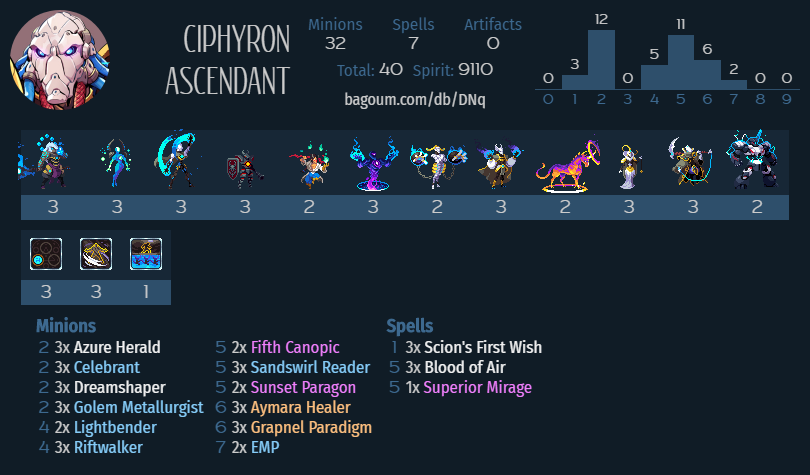 CIPHYRON
ASCENDANT
Minions Spells Artifacts
32 7 0
Total: 40 Spirit: 9110
bagoum.com/db/DNq
0 3 12 0 5 11 6 2 0 0
0 1 2 3 4 5 6 7 8 9
3 3 3 3 2 3 2 3 2 3 3 2
3 3 1
Minions
2 3x Azure Herald
2 3x Celebrant
2 3x Dreamshaper
2 3x Golem Metallurgist
4 2x Lightbender
4 3x Riftwalker
5 2x Fifth Canopic
5 3x Sandswirl Reader
5 2x Sunset Paragon
6 3x Aymara Healer
6 3x Grapnel Paradigm
7 2x EMP
Spells
1 3x Scion's First Wish
5 3x Blood of Air
5 1x Superior Mirage